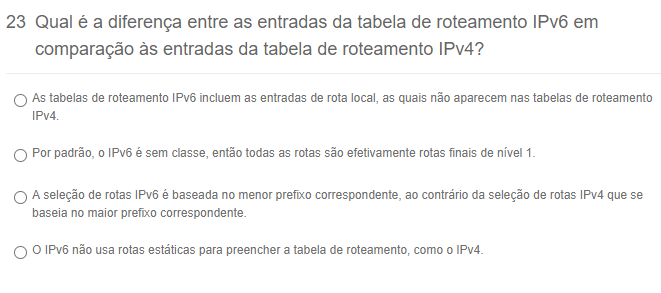 23 Qual é a diferença entre as entradas da tabela de roteamento IPv6 em
comparação às entradas da tabela de roteamento IPv4?
As tabelas de roteamento IPv6 incluem as entradas de rota local, as quais não aparecem nas tabelas de roteamento
IPv4.
Por padrão, o IPv6 é sem classe, então todas as rotas são efetivamente rotas finais de nível 1.
A seleção de rotas IPv6 é baseada no menor prefixo correspondente, ao contrário da seleção de rotas IPv4 que se
baseia no maior prefixo correspondente.
O IPv6 não usa rotas estáticas para preencher a tabela de roteamento, como o IPv4.